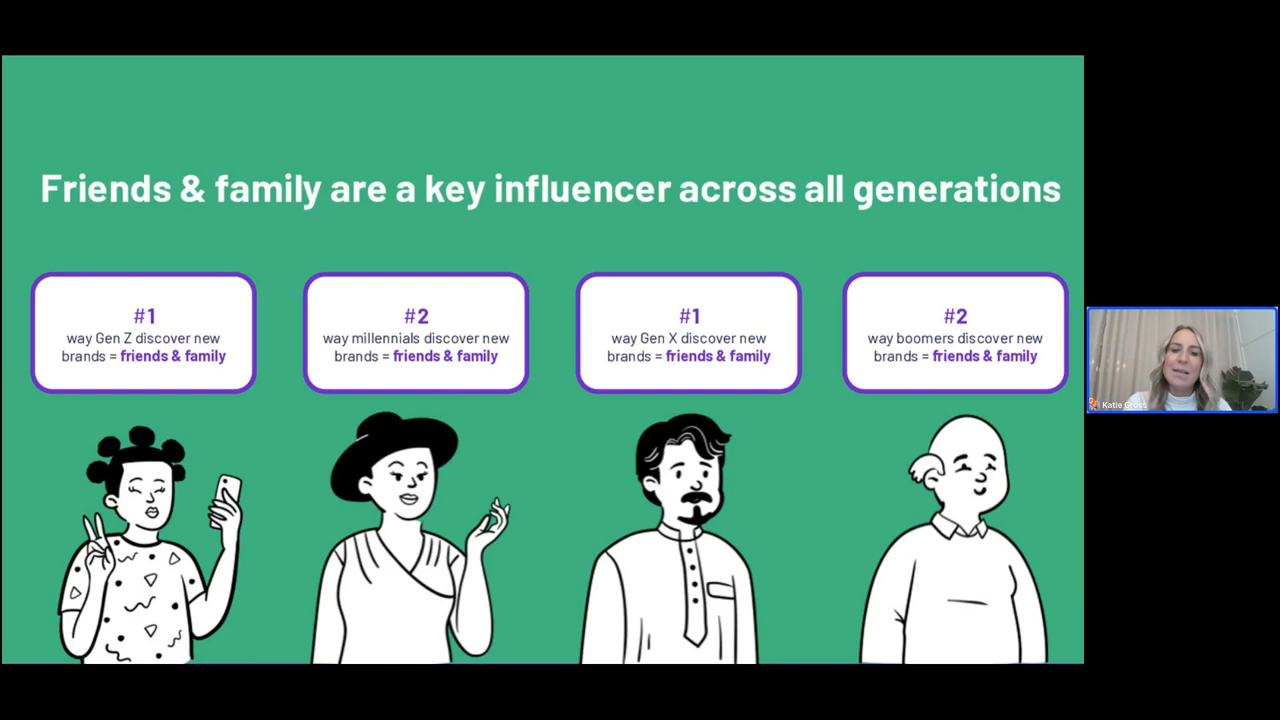 Friends & family are a key influencer across all generations
#1
way Gen Z discover new
brands = friends & family
#2
way millennials discover new
brands = friends & family
#1
way Gen X discover new
brands = friends & family
#2
way boomers discover new
brands = friends & family
Katie Gross